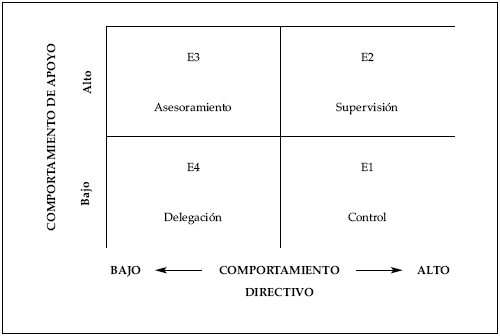 COMPORTAMIENTO DE APOYO
Alto
E3
E2
Asesoramiento
Supervisión
Bajo
E4
E1
Delegación
Control
BAJO
COMPORTAMIENTO
ALTO
DIRECTIVO